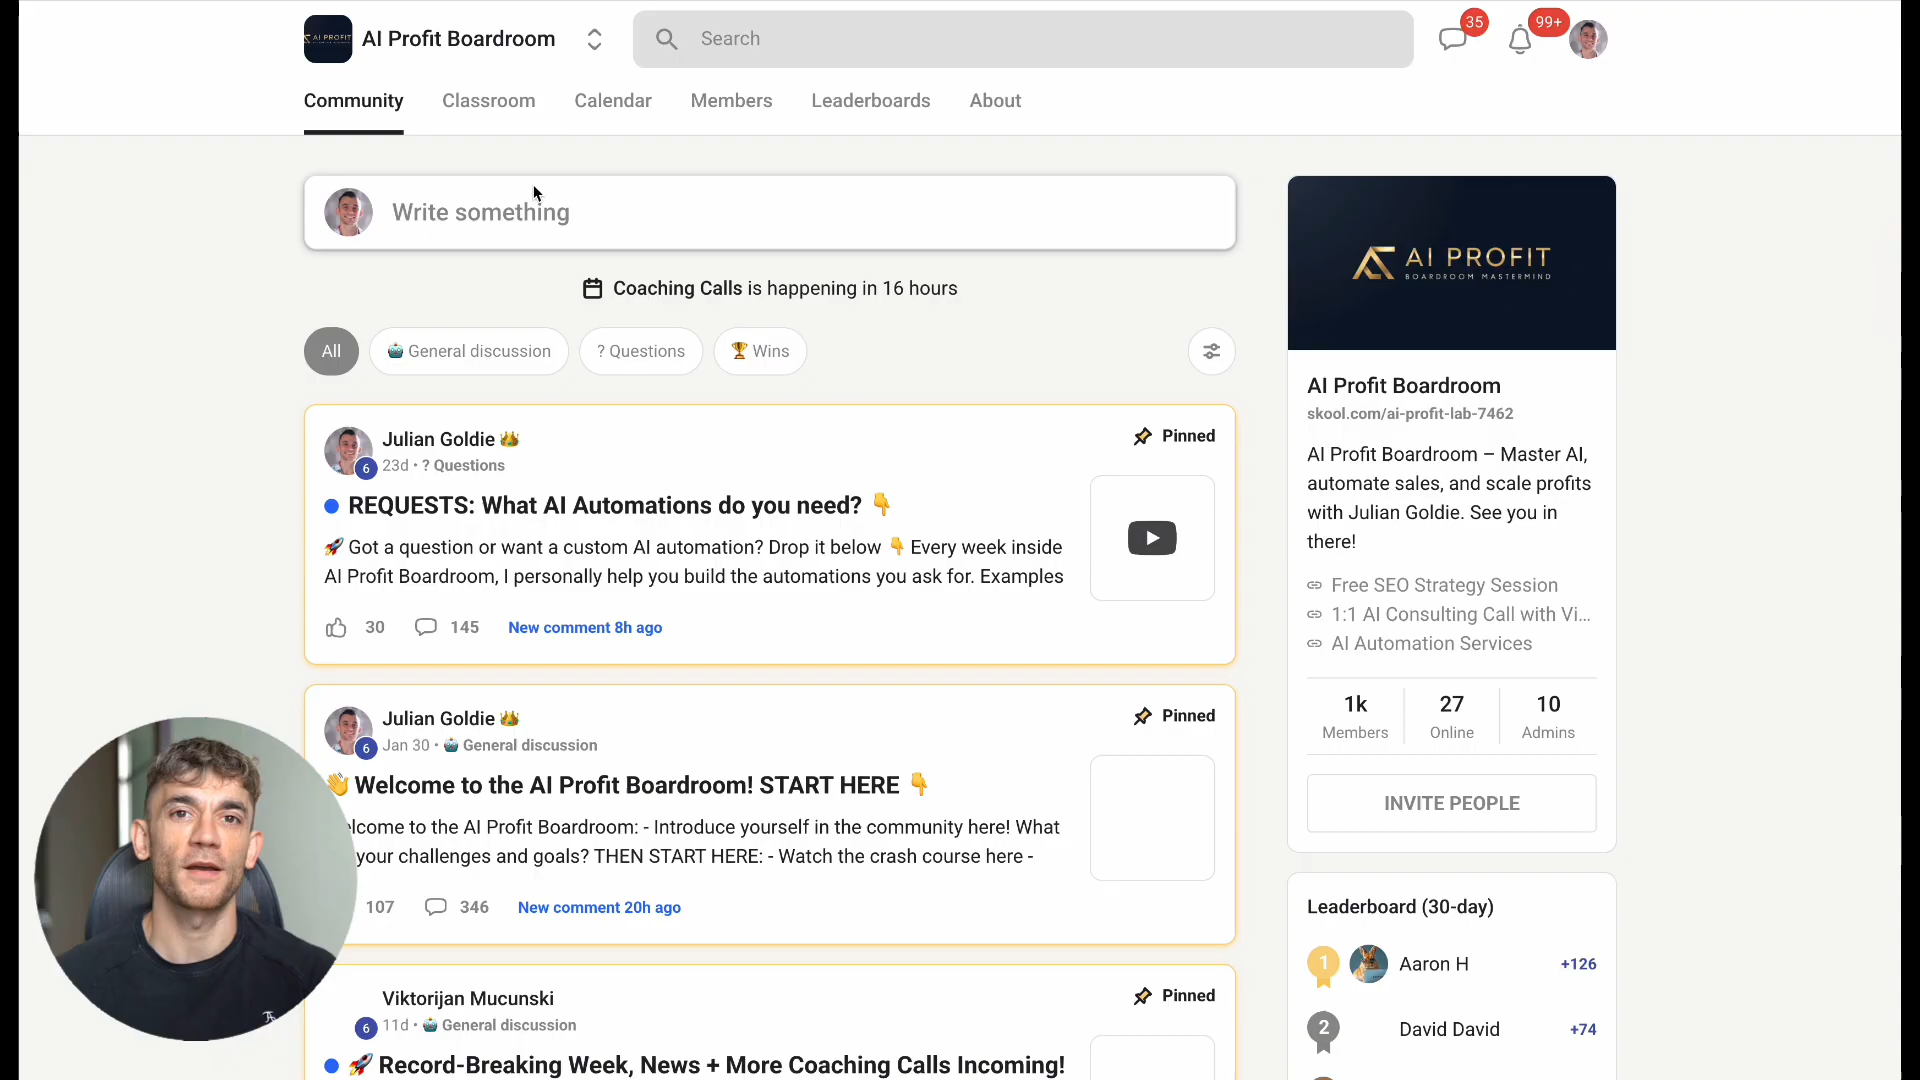 AI PROFIT
AI Profit Boardroom
Search
35
99+
Community
Classroom
Calendar
Members
Leaderboards
About
Write something
Coaching Calls is happening in 16 hours
All
General discussion
? Questions
Wins
Julian Goldie
Pinned
6
23d • ? Questions
REQUESTS: What AI Automations do you need?
Got a question or want a custom AI automation? Drop it below Every week inside
AI Profit Boardroom, I personally help you build the automations you ask for. Examples
30
145
New comment 8h ago
Julian Goldie
Pinned
6
Jan 30 • General discussion
Welcome to the AI Profit Boardroom! START HERE
lcome to the AI Profit Boardroom: - Introduce yourself in the community here! What
your challenges and goals? THEN START HERE: - Watch the crash course here -
107
346
New comment 20h ago
Viktorijan Mucunski
Pinned
6
11d • General discussion
Record-Breaking Week, News + More Coaching Calls Incoming!
AI PROFIT
BOARDROOM MASTERMIND
AI Profit Boardroom
skool.com/ai-profit-lab-7462
AI Profit Boardroom – Master AI,
automate sales, and scale profits
with Julian Goldie. See you in
there!
Free SEO Strategy Session
1:1 AI Consulting Call with Vi...
AI Automation Services
1k
Members
27
Online
10
Admins
INVITE PEOPLE
Leaderboard (30-day)
1
Aaron H
+126
2
David David
+74